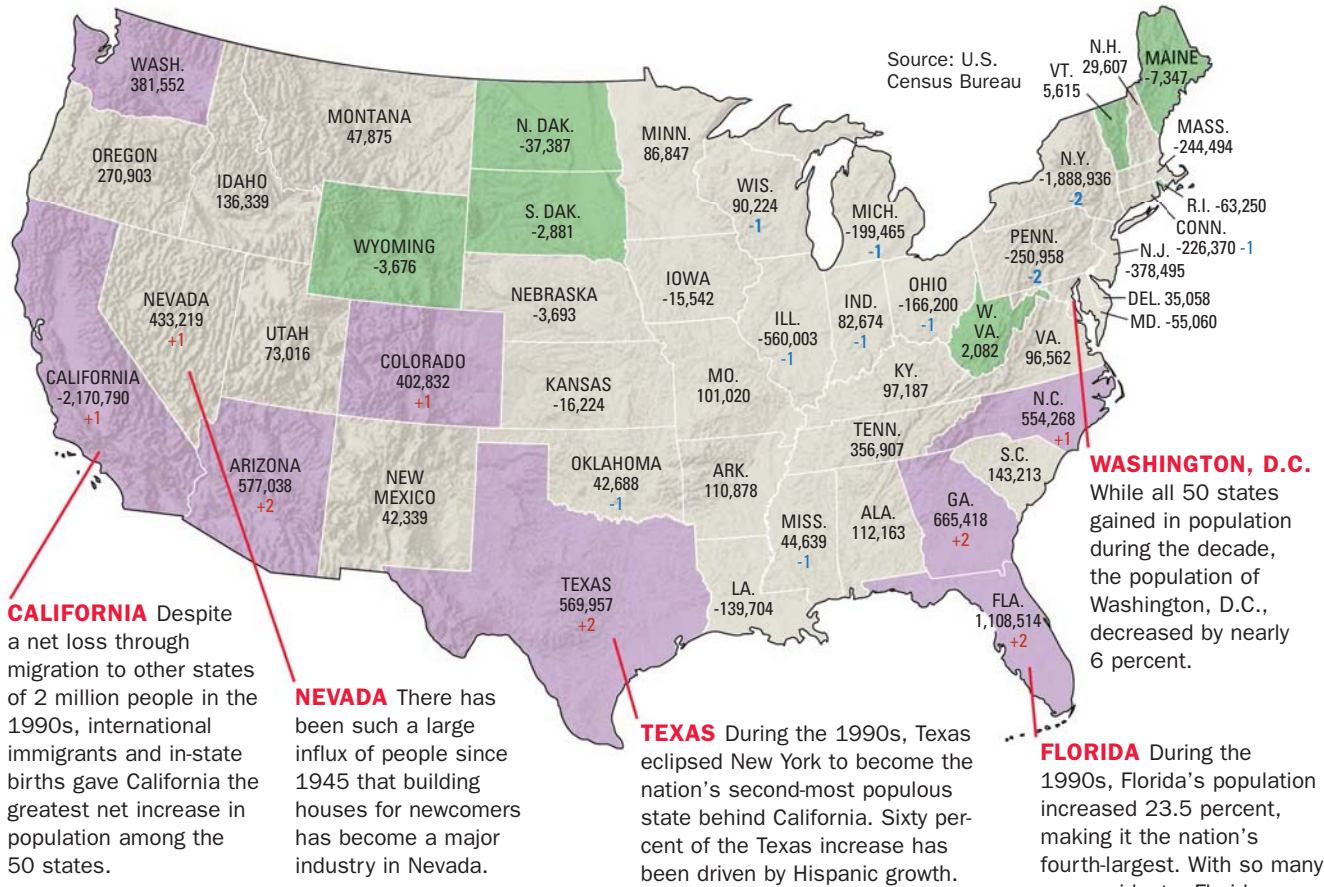 Source: U.S.
Census Bureau
WASH.
381,552
OREGON
270,903
IDAHO
136,339
MONTANA
47,875
WYOMING
-3,676
N. DAK.
-37,387
S. DAK.
-2,881
MINN.
86,847
WIS.
90,224
-1
MICH.
-199,465
-1
N.Y.
-1,888,936
-2
VT.
5,615
N.H.
29,607
MAINE
-7,347
MASS.
-244,494
R.I. -63,250
CONN.
-226,370 -1
N.J.
-378,495
PENN.
-250,958
-2
DEL. 35,058
MD. -55,060
NEVADA
433,219
+1
UTAH
73,016
COLORADO
402,832
+1
NEBRASKA
-3,693
IOWA
-15,542
ILL.
-560,003
-1
IND.
82,674
-1
OHIO
-166,200
-1
W.
VA.
2,082
VA.
96,562
CALIFORNIA
-2,170,790
+1
ARIZONA
577,038
+2
NEW
MEXICO
42,339
KANSAS
-16,224
MO.
101,020
KY.
97,187
N.C.
554,268
+1
TENN.
356,907
S.C.
143,213
OKLAHOMA
42,688
-1
ARK.
110,878
MISS.
44,639
-1
ALA.
112,163
GA.
665,418
+2
TEXAS
569,957
+2
LA.
-139,704
FLA.
1,108,514
+2
CALIFORNIA Despite
a net loss through
migration to other states
of 2 million people in the
1990s, international
immigrants and in-state
births gave California the
greatest net increase in
population among the
50 states.
NEVADA There has
been such a large
influx of people since
1945 that building
houses for newcomers
has become a major
industry in Nevada.
TEXAS During the 1990s, Texas
eclipsed New York to become the
nation's second-most populous
state behind California. Sixty per-
cent of the Texas increase has
been driven by Hispanic growth.
WASHINGTON, D.C.
While all 50 states
gained in population
during the decade,
the population of
Washington, D.C.,
decreased by nearly
6 percent.
FLORIDA During the
1990s, Florida's population
increased 23.5 percent,
making it the nation's
fourth-largest. With so many